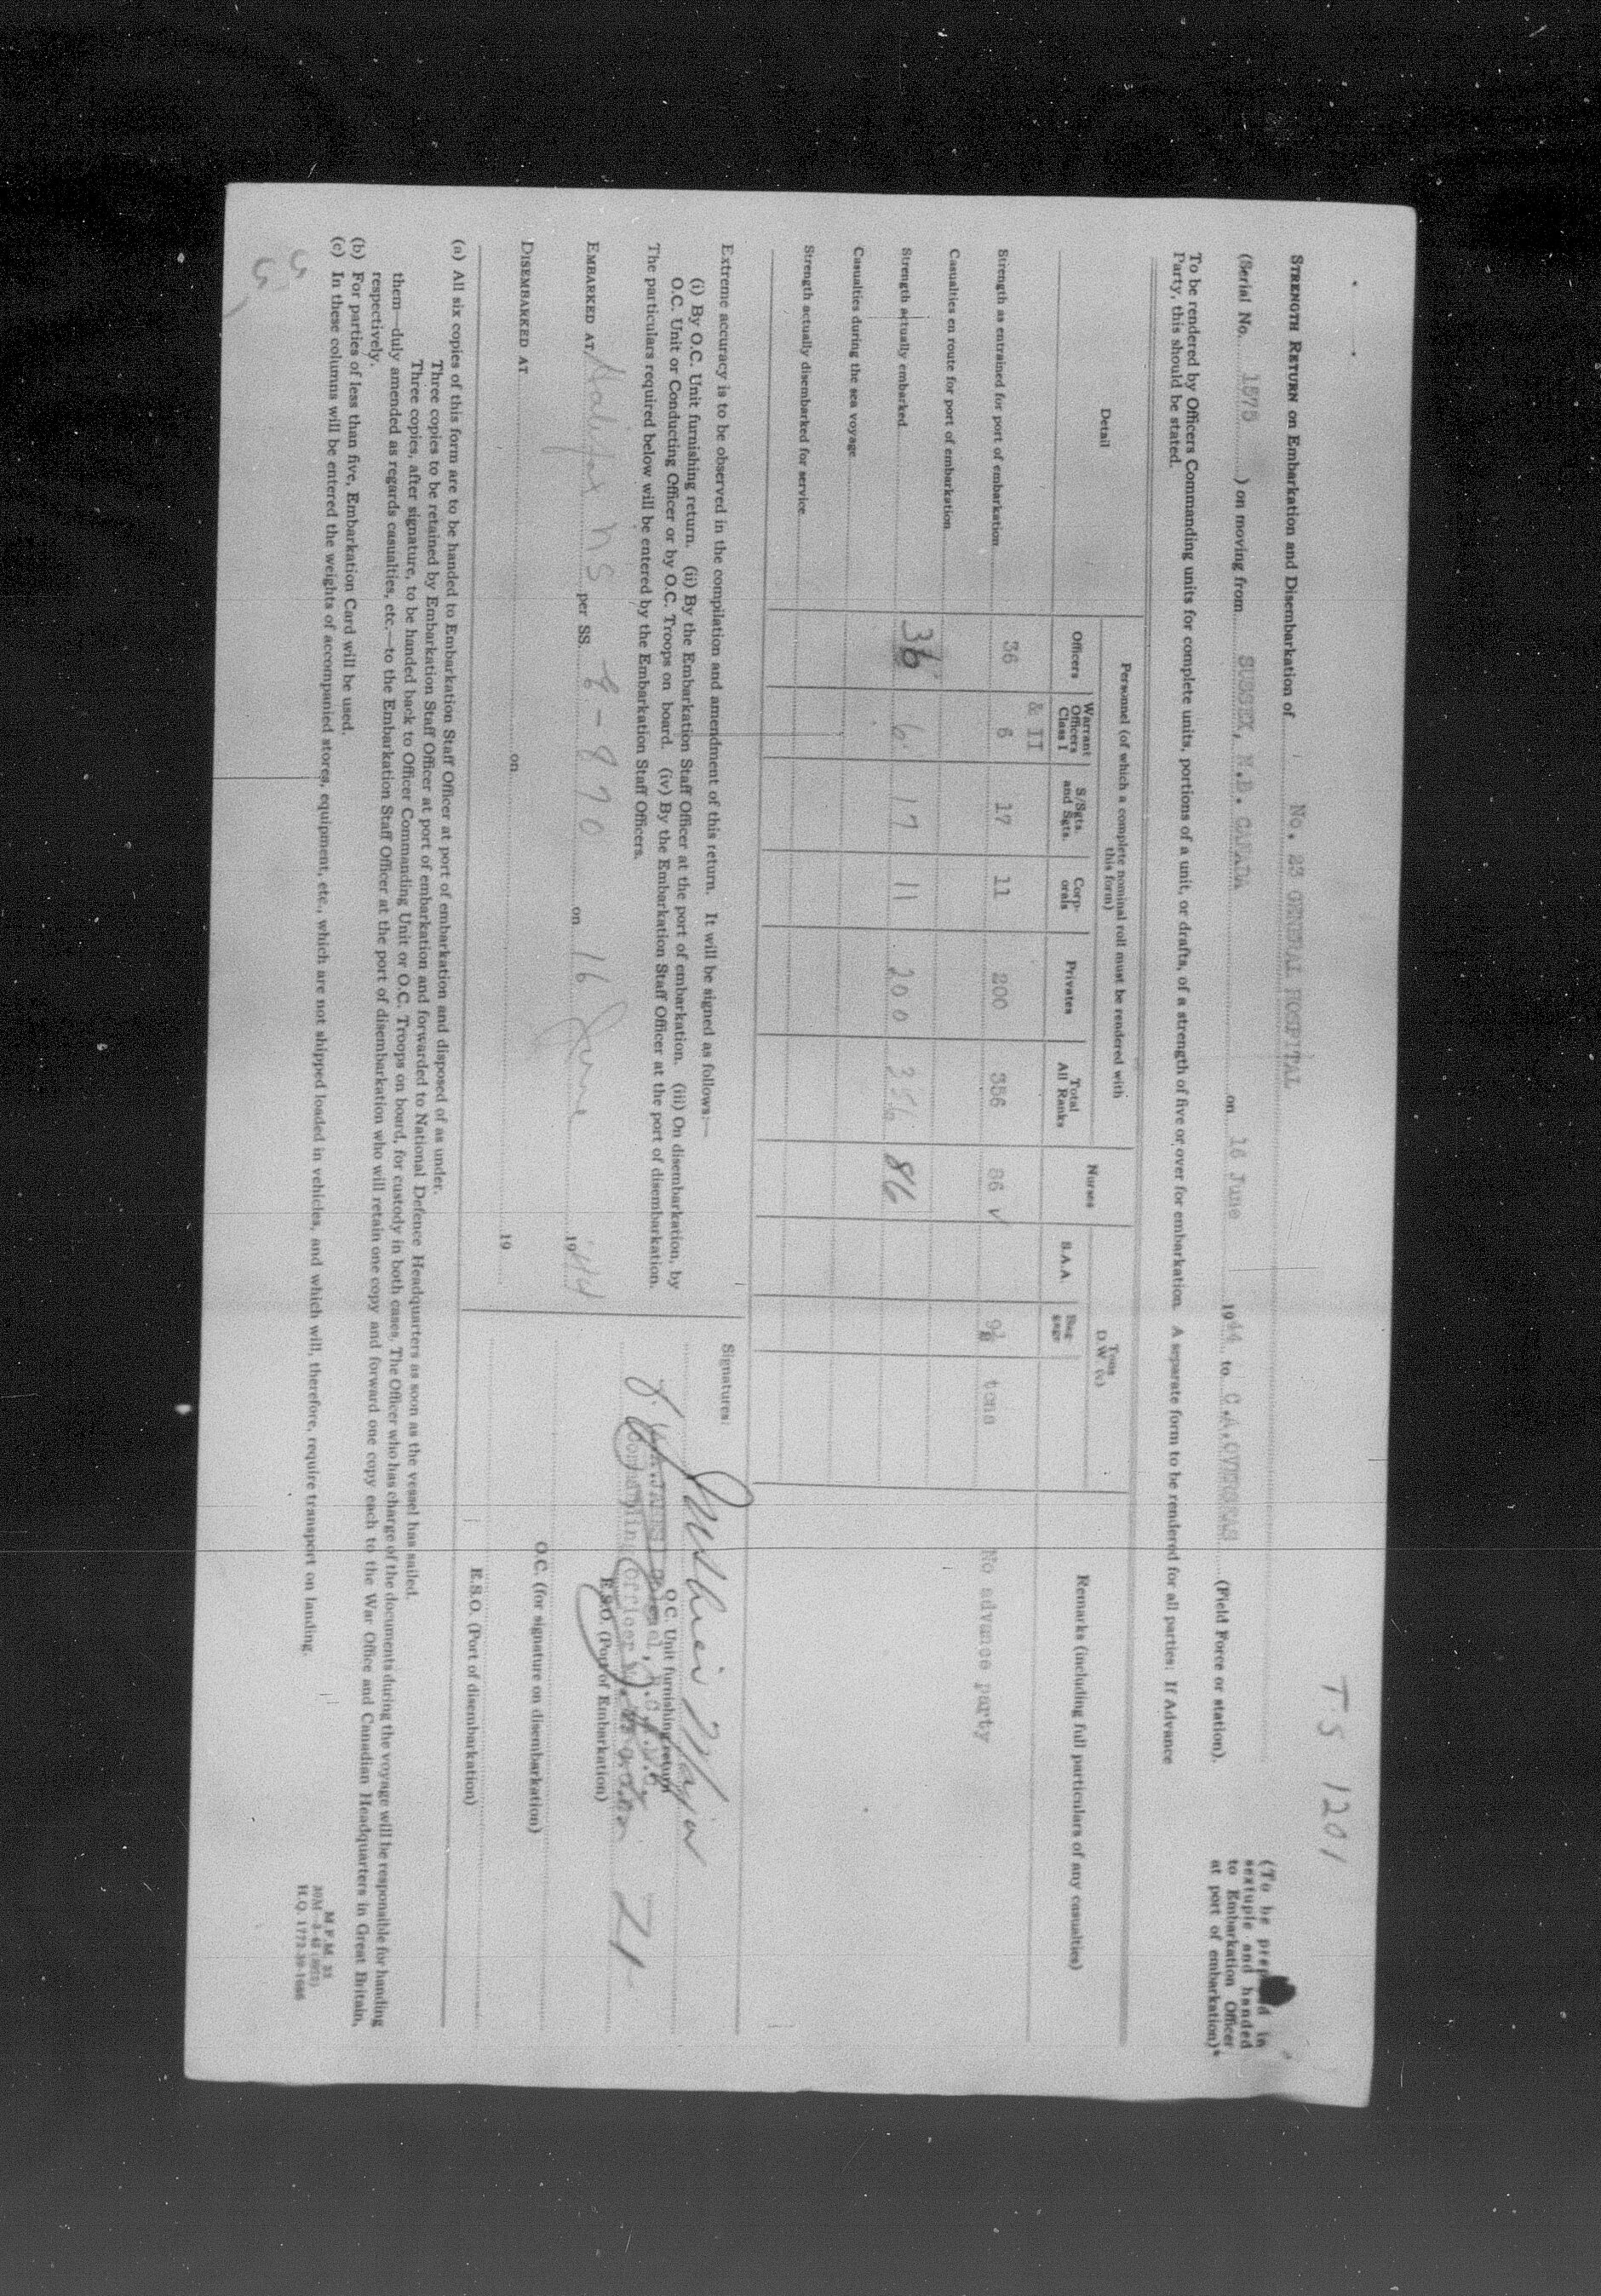 T.S 1201
STRENGTH RETURN on Embarkation and Disembarkation of No. 23 GENERAL HOSPITAL
(To be prepared in sextuple and handed to Embarkation Officer at port of embarkation)
(Serial No. 1575 ) on moving from SUSSEX, N.B. CANADA on 16 June 1944 to C.A. OVERSEAS (Field Force or station).
To be rendered by Officers Commanding units for complete units, portions of a unit, or drafts, of a strength of five or over for embarkation. A separate form to be rendered for all parties: If Advance
Party, this should be stated.
Detail
Personnel (of which a complete nominal roll must be rendered with this form)
Officers
Warrant Officers Class I & II
S/Sgts. and Sgts.
Corporals
Privates
Total All Ranks
Nurses
Tons D.W. (c)
S.A.A.
Baggage
Remarks (including full particulars of any casualties)
Strength as entrained for port of embarkation 36 6 17 11 200 356 86 ✓ 9½ tons No advance party
Casualties en route for port of embarkation
Strength actually embarked 36 6 17 11 200 356 86
Casualties during the sea voyage
Strength actually disembarked for service
Extreme accuracy is to be observed in the compilation and amendment of this return. It will be signed as follows:—
(i) By O.C. Unit furnishing return. (ii) By the Embarkation Staff Officer at the port of embarkation. (iii) On disembarkation, by
O.C. Unit or Conducting Officer or by O.C. Troops on board. (iv) By the Embarkation Staff Officer at the port of disembarkation.
The particulars required below will be entered by the Embarkation Staff Officers.
EMBARKED AT Halifax NS per SS. E-870 on 16 June 1944
DISEMBARKED AT on 19
Signatures:
Major
O.C. Unit furnishing return
Commanding Officer
E.S.O. (Port of Embarkation)
O.C. (for signature on disembarkation)
E.S.O. (Port of disembarkation)
(a) All six copies of this form are to be handed to Embarkation Staff Officer at port of embarkation and disposed of as under.
Three copies to be retained by Embarkation Staff Officer at port of embarkation and forwarded to National Defence Headquarters as soon as the vessel has sailed.
Three copies, after signature, to be handed back to Officer Commanding Unit or O.C. Troops on board, for custody in both cases. The Officer who has charge of the documents during the voyage will be responsible for handing
them—duly amended as regards casualties, etc.—to the Embarkation Staff Officer at the port of disembarkation who will retain one copy and forward one copy each to the War Office and Canadian Headquarters in Great Britain,
respectively.
(b) For parties of less than five, Embarkation Card will be used.
(c) In these columns will be entered the weights of accompanied stores, equipment, etc., which are not shipped loaded in vehicles, and which will, therefore, require transport on landing.
M.F.M. 33
H.Q. 1772-39-1686